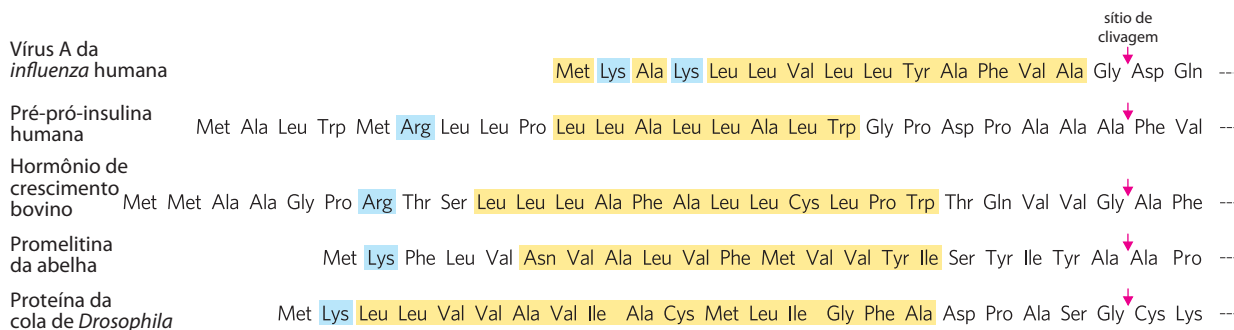 sítio de
clivagem
Vírus A da
influenza humana
Met Lys Ala Lys Leu Leu Val Leu Leu Tyr Ala Phe Val Ala Gly Asp Gln ---
Pré-pró-insulina
humana
Met Ala Leu Trp Met Arg Leu Leu Pro Leu Leu Ala Leu Leu Ala Leu Trp Gly Pro Asp Pro Ala Ala Ala Phe Val ---
Hormônio de
crescimento
bovino
Met Met Ala Ala Gly Pro Arg Thr Ser Leu Leu Leu Ala Phe Ala Leu Leu Cys Leu Pro Trp Thr Gln Val Val Gly Ala Phe ---
Promelitina
da abelha
Met Lys Phe Leu Val Asn Val Ala Leu Val Phe Met Val Val Tyr Ile Ser Tyr Ile Tyr Ala Ala Pro ---
Proteína da
cola de Drosophila
Met Lys Leu Leu Val Val Ala Val Ile Ala Cys Met Leu Ile Gly Phe Ala Asp Pro Ala Ser Gly Cys Lys ---